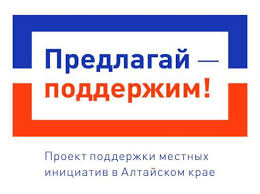 Предлагай —
поддержим!
Проект поддержки местных
инициатив в Алтайском крае